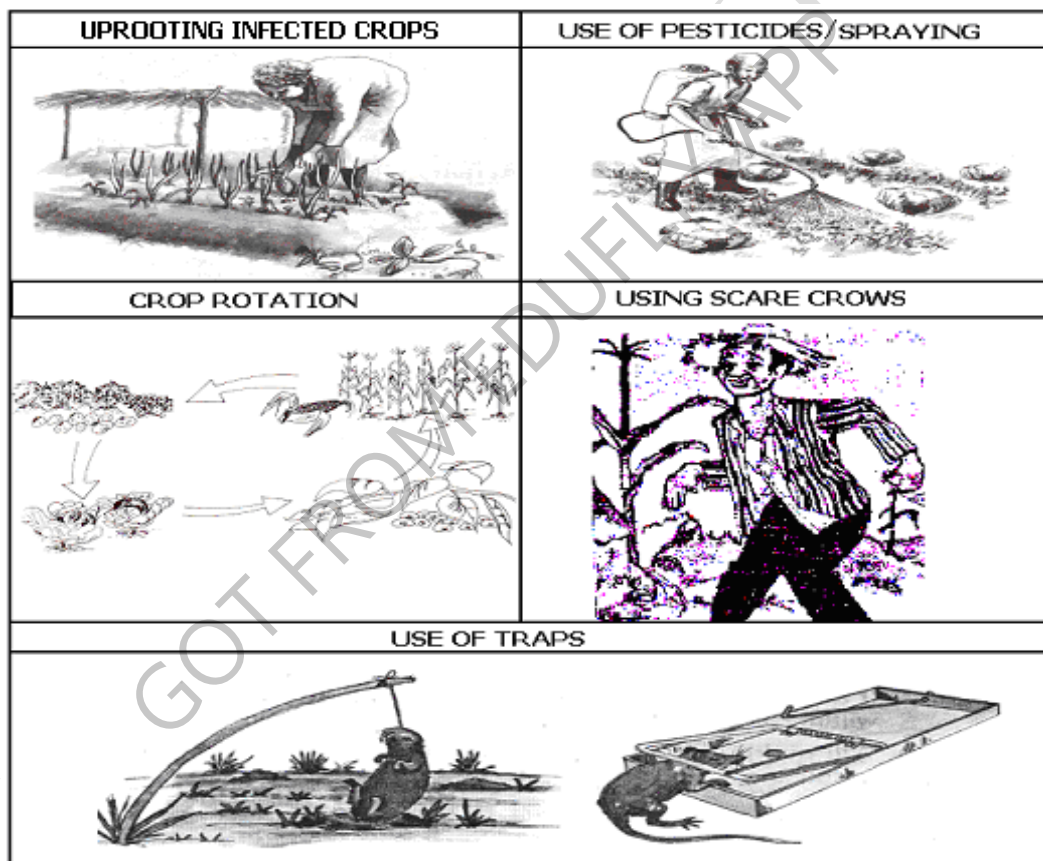 UPROOTING INFECTED CROPS
USE OF PESTICIDES/SPRAYING
CROP ROTATION
USING SCARE CROWS
USE OF TRAPS
GOT FROM EDUFLY APP